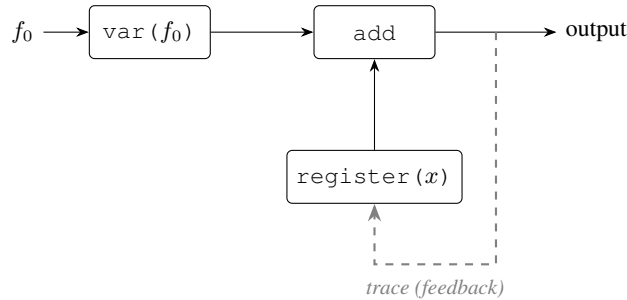 f₀
var(f₀)
add
output
register(x)
trace (feedback)